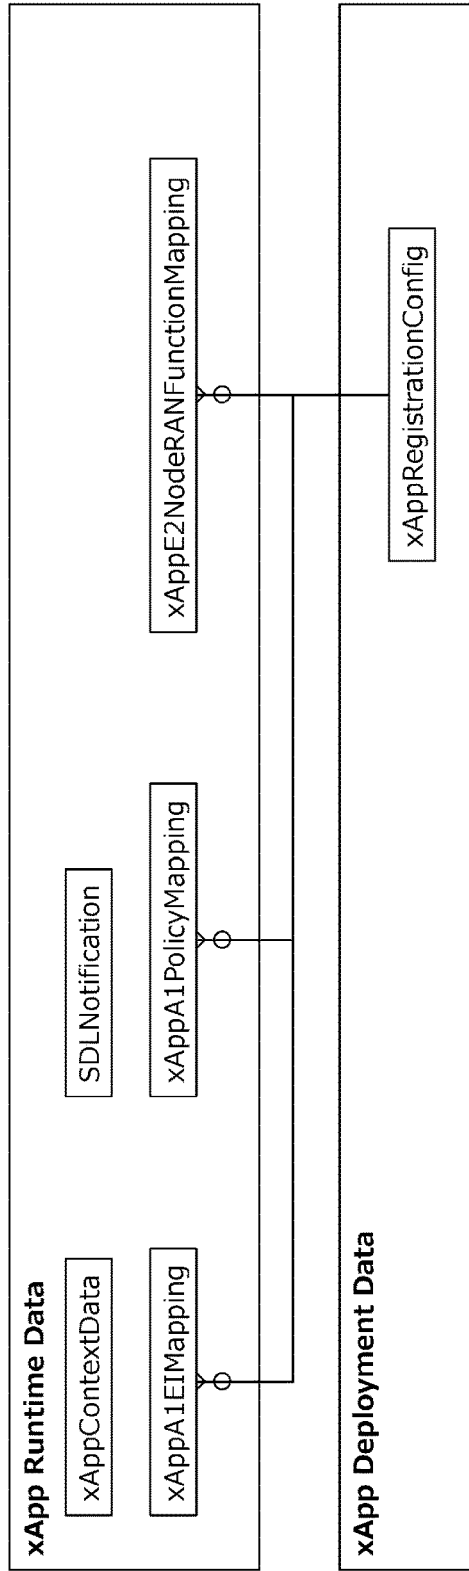 xApp Runtime Data
xAppContextData
SDLNotification
xAppA1EIMapping
xAppA1PolicyMapping
xAppE2NodeRANFunctionMapping
xApp Deployment Data
xAppRegistrationConfig